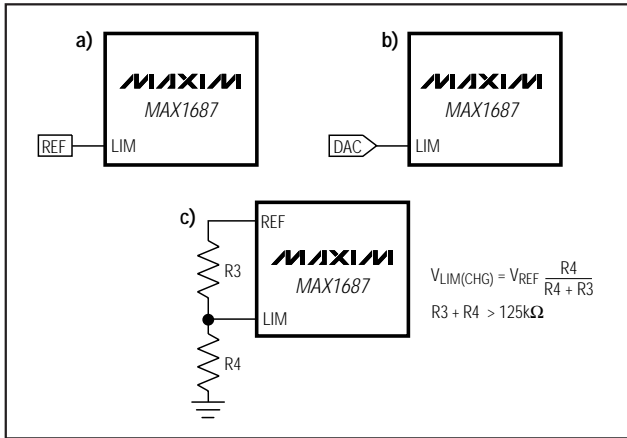 a)
MAXIM
MAX1687
REF
LIM
b)
MAXIM
MAX1687
DAC
LIM
c)
REF
MAXIM
MAX1687
R3
LIM
R4
V_LIM(CHG) = V_REF R4 / (R4 + R3)
R3 + R4 > 125kΩ